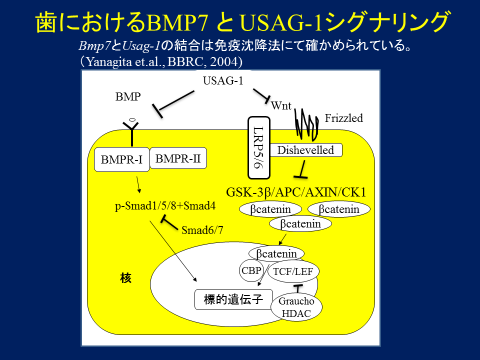 歯におけるBMP7 と USAG-1シグナリング
Bmp7とUsag-1の結合は免疫沈降法にて確かめられている。
（Yanagita et.al., BBRC, 2004)
USAG-1
BMP
Wnt
Frizzled
LRP5/6
Dishevelled
BMPR-I
BMPR-II
GSK-3β/APC/AXIN/CK1
p-Smad1/5/8+Smad4
βcatenin
βcatenin
βcatenin
Smad6/7
βcatenin
CBP
TCF/LEF
核
標的遺伝子
Graucho
HDAC